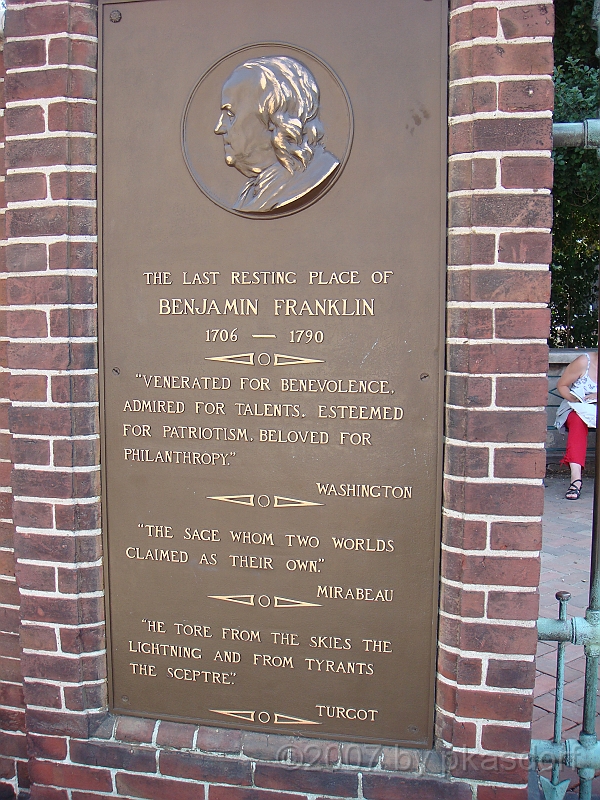 THE LAST RESTING PLACE OF
BENJAMIN FRANKLIN
1706 — 1790
"VENERATED FOR BENEVOLENCE,
ADMIRED FOR TALENTS. ESTEEMED
FOR PATRIOTISM. BELOVED FOR
PHILANTHROPY."
WASHINGTON
"THE SAGE WHOM TWO WORLDS
CLAIMED AS THEIR OWN."
MIRABEAU
"HE TORE FROM THE SKIES THE
LIGHTNING AND FROM TYRANTS
THE SCEPTRE."
TURGOT
©2007 by pkasdorf